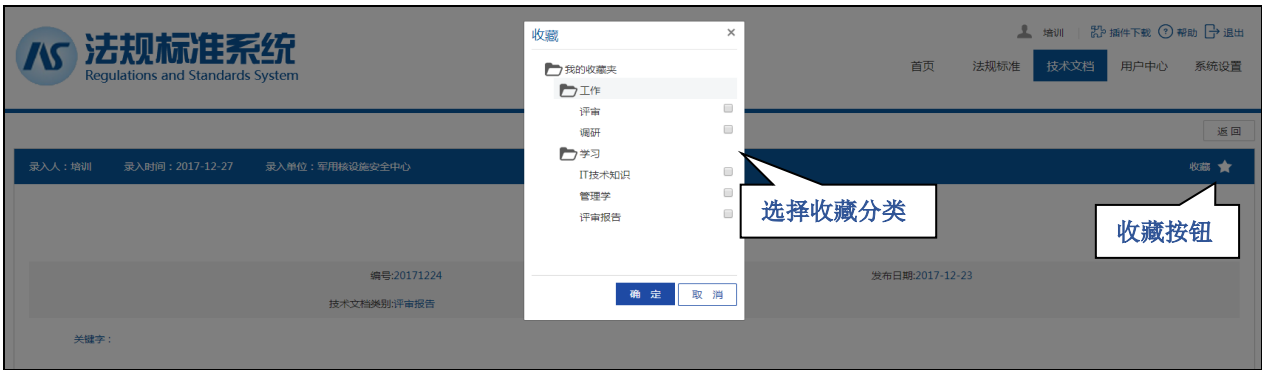 法规标准系统
Regulations and Standards System
培训 插件下载 帮助 退出
首页 法规标准 技术文档 用户中心 系统设置
返回
录入人：培训 录入时间：2017-12-27 录入单位：军用核设施安全中心
收藏
收藏 ×
我的收藏夹
工作
评审
调研
学习
IT技术知识
管理学
评审报告
确 定 取 消
选择收藏分类
收藏按钮
编号:20171224 发布日期:2017-12-23
技术文档类别:评审报告
关键字：